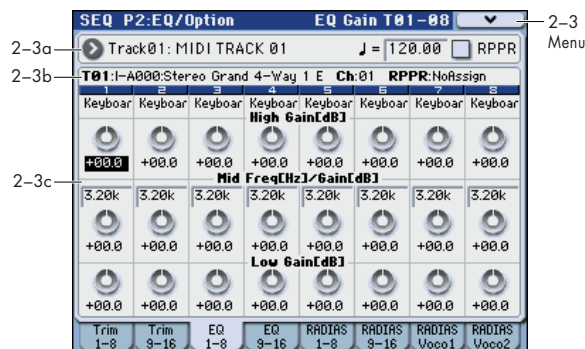 SEQ P2:EQ/Option EQ Gain T01-08
2–3
Menu
2–3a
Track01: MIDI TRACK 01 ♩= 120.00 RPPR
2–3b
T01:I-A000:Stereo Grand 4-Way 1 E Ch:01 RPPR:NoAssign
1 2 3 4 5 6 7 8
Keyboar Keyboar Keyboar Keyboar Keyboar Keyboar Keyboar Keyboar
High Gain[dB]
+00.0 +00.0 +00.0 +00.0 +00.0 +00.0 +00.0 +00.0
2–3c
Mid Freq[Hz]/Gain[dB]
3.20k 3.20k 3.20k 3.20k 3.20k 3.20k 3.20k 3.20k
+00.0 +00.0 +00.0 +00.0 +00.0 +00.0 +00.0 +00.0
Low Gain[dB]
+00.0 +00.0 +00.0 +00.0 +00.0 +00.0 +00.0 +00.0
Trim Trim EQ EQ RADIAS RADIAS RADIAS RADIAS
1-8 9-16 1-8 9-16 1-8 9-16 Voco1 Voco2